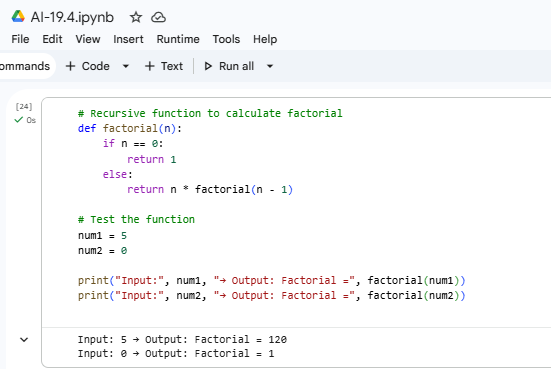 AI-19.4.ipynb
File Edit View Insert Runtime Tools Help
ommands + Code + Text Run all
[24]
0s
# Recursive function to calculate factorial
def factorial(n):
    if n == 0:
        return 1
    else:
        return n * factorial(n - 1)
# Test the function
num1 = 5
num2 = 0
print("Input:", num1, "→ Output: Factorial =", factorial(num1))
print("Input:", num2, "→ Output: Factorial =", factorial(num2))
Input: 5 → Output: Factorial = 120
Input: 0 → Output: Factorial = 1